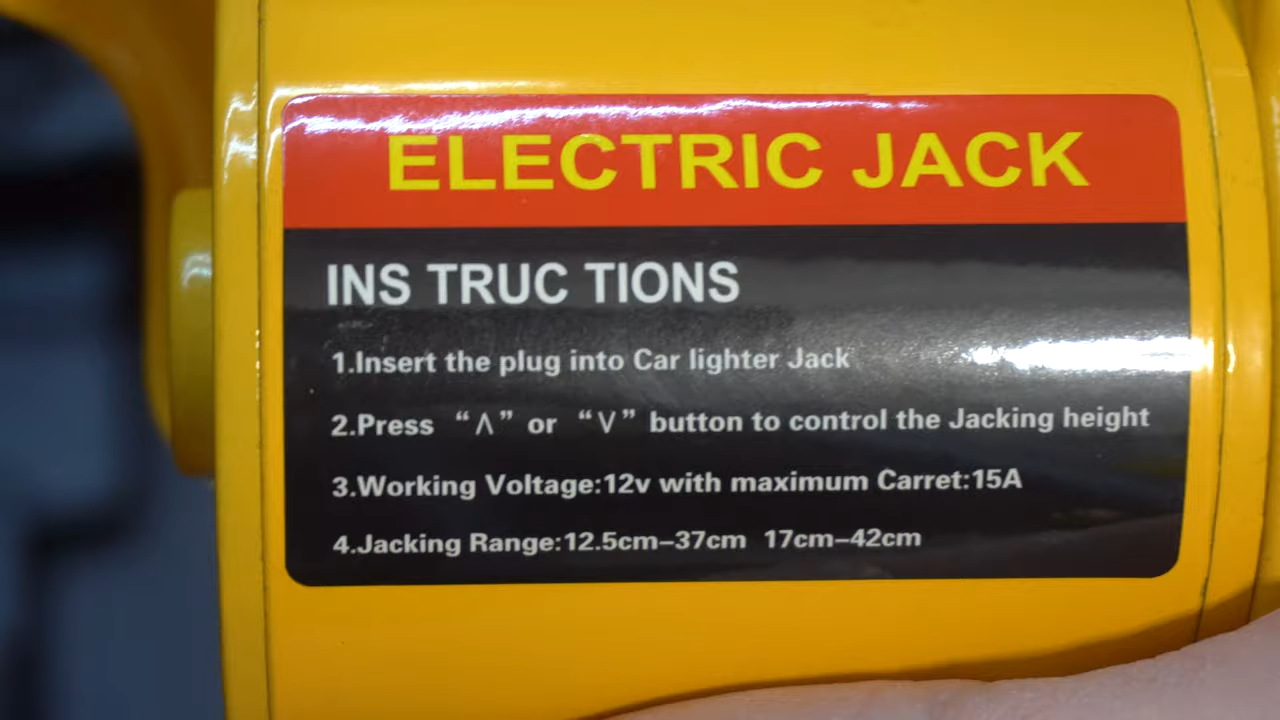 ELECTRIC JACK
INS TRUC TIONS
1.Insert the plug into Car lighter Jack
2.Press “Λ” or “V” button to control the Jacking height
3.Working Voltage:12v with maximum Carret:15A
4.Jacking Range:12.5cm–37cm 17cm–42cm